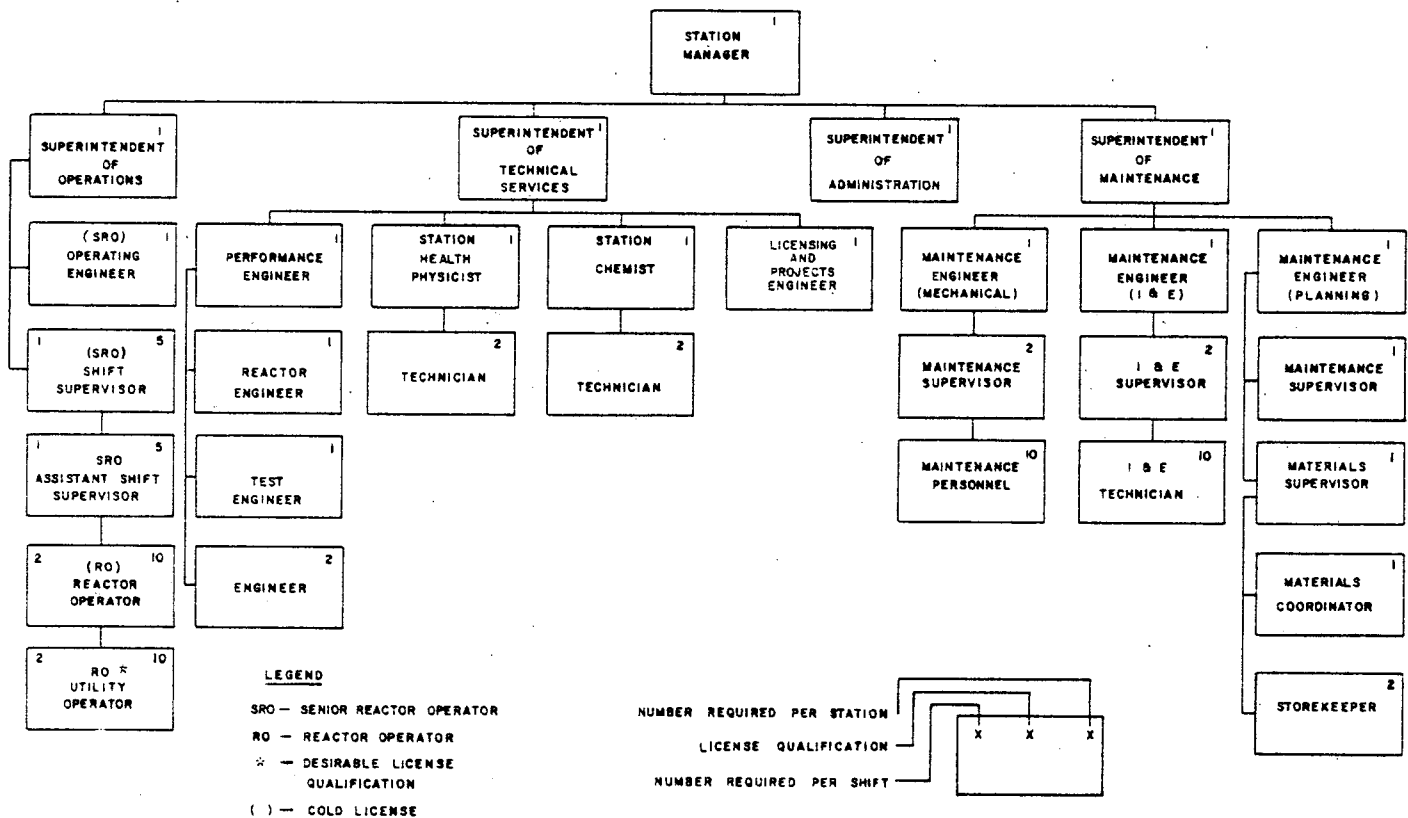 1
STATION
MANAGER
1
SUPERINTENDENT
OF
OPERATIONS
SUPERINTENDENT 1
OF
TECHNICAL
SERVICES
SUPERINTENDENT 1
OF
ADMINISTRATION
SUPERINTENDENT 1
OF
MAINTENANCE
(SRO) 1
OPERATING
ENGINEER
1
PERFORMANCE
ENGINEER
STATION 1
HEALTH
PHYSICIST
STATION 1
CHEMIST
LICENSING 1
AND
PROJECTS
ENGINEER
1
MAINTENANCE
ENGINEER
(MECHANICAL)
1
MAINTENANCE
ENGINEER
(I & E)
1
MAINTENANCE
ENGINEER
(PLANNING)
1 (SRO) 5
SHIFT
SUPERVISOR
1
REACTOR
ENGINEER
2
TECHNICIAN
2
TECHNICIAN
2
MAINTENANCE
SUPERVISOR
2
I & E
SUPERVISOR
1
MAINTENANCE
SUPERVISOR
1 5
SRO
ASSISTANT SHIFT
SUPERVISOR
1
TEST
ENGINEER
10
MAINTENANCE
PERSONNEL
10
I & E
TECHNICIAN
1
MATERIALS
SUPERVISOR
2 (RO) 10
REACTOR
OPERATOR
2
ENGINEER
1
MATERIALS
COORDINATOR
2 10
RO *
UTILITY
OPERATOR
2
STOREKEEPER
LEGEND
SRO — SENIOR REACTOR OPERATOR
RO — REACTOR OPERATOR
* — DESIRABLE LICENSE
QUALIFICATION
( ) — COLD LICENSE
NUMBER REQUIRED PER STATION
LICENSE QUALIFICATION
NUMBER REQUIRED PER SHIFT
X X X